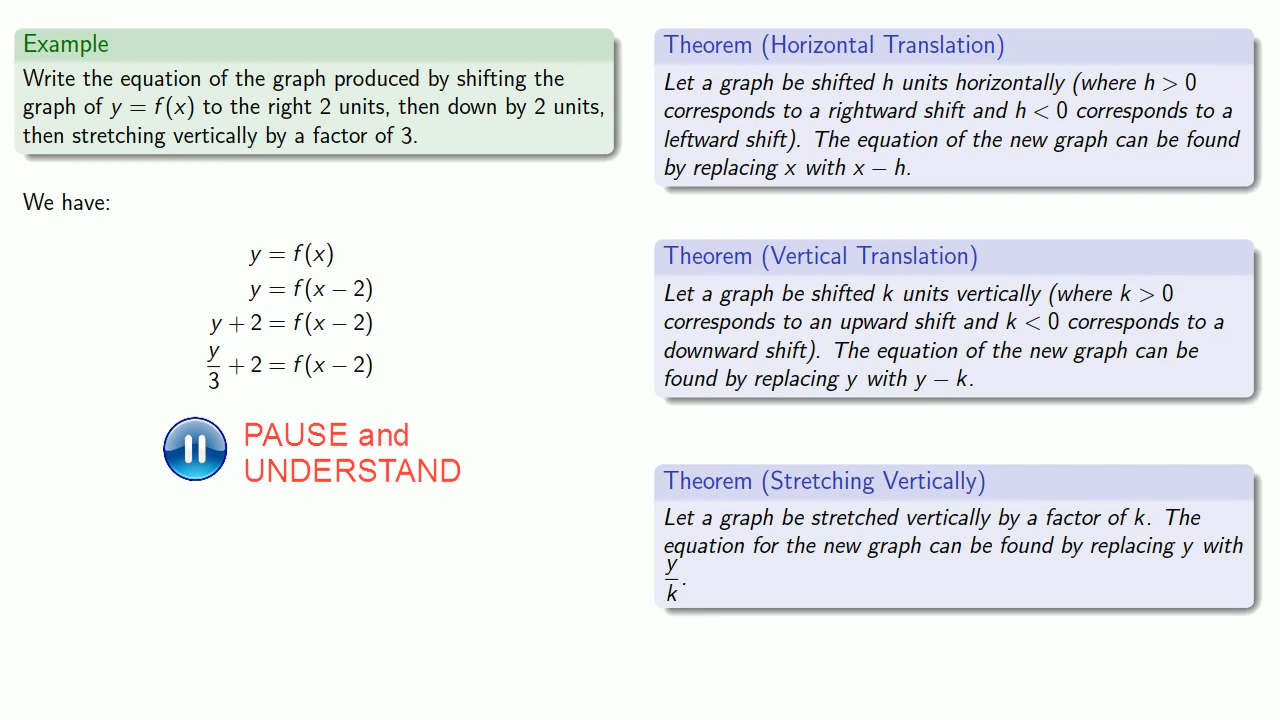 Example
Write the equation of the graph produced by shifting the
graph of y = f(x) to the right 2 units, then down by 2 units,
then stretching vertically by a factor of 3.
We have:
y = f(x)
y = f(x − 2)
y + 2 = f(x − 2)
y/3 + 2 = f(x − 2)
PAUSE and
UNDERSTAND
Theorem (Horizontal Translation)
Let a graph be shifted h units horizontally (where h > 0
corresponds to a rightward shift and h < 0 corresponds to a
leftward shift). The equation of the new graph can be found
by replacing x with x − h.
Theorem (Vertical Translation)
Let a graph be shifted k units vertically (where k > 0
corresponds to an upward shift and k < 0 corresponds to a
downward shift). The equation of the new graph can be
found by replacing y with y − k.
Theorem (Stretching Vertically)
Let a graph be stretched vertically by a factor of k. The
equation for the new graph can be found by replacing y with
y/k.